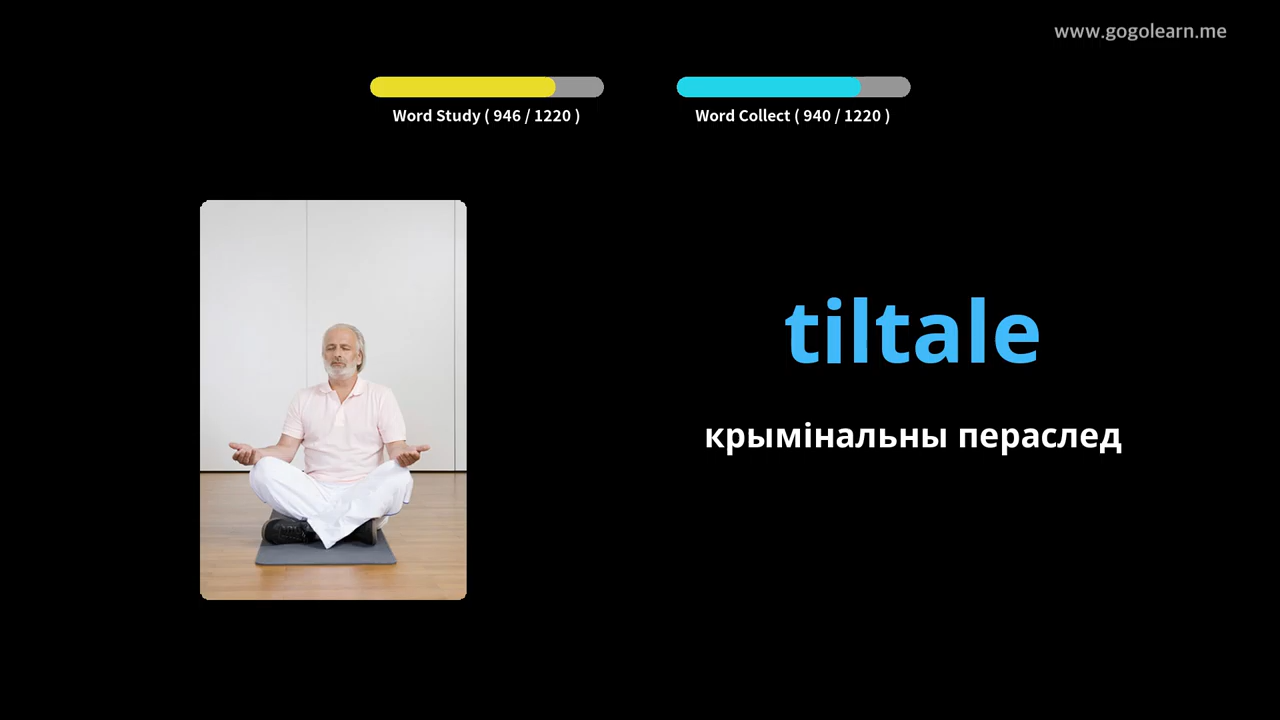 www.gogolearn.me
Word Study ( 946 / 1220 )
Word Collect ( 940 / 1220 )
tiltale
крымінальны пераслед